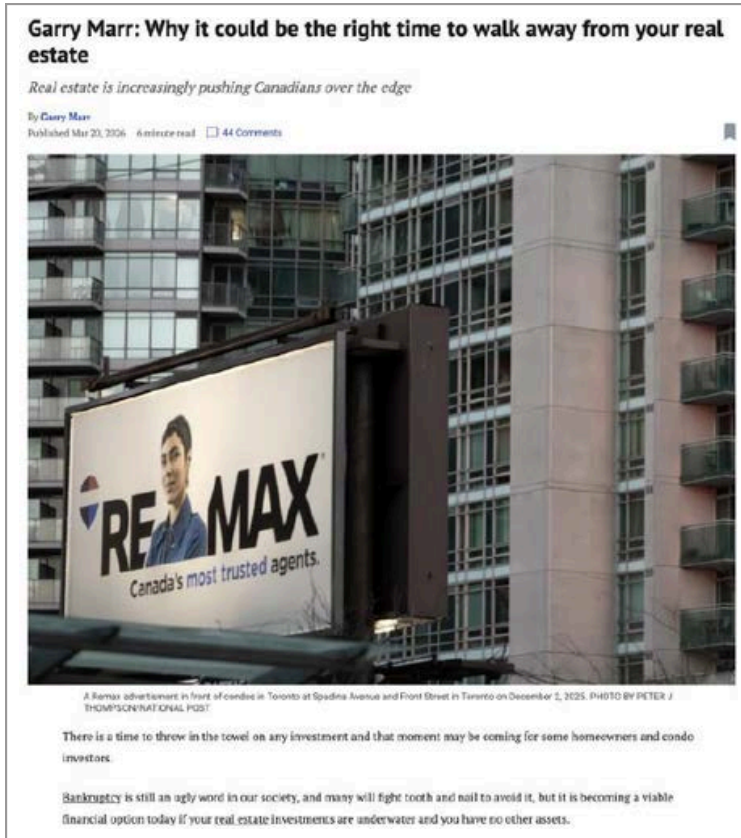 Garry Marr: Why it could be the right time to walk away from your real
estate
Real estate is increasingly pushing Canadians over the edge
By Garry Marr
Published Mar 20, 2026 6 minute read 44 Comments
RE MAX
Canada's most trusted agents.
A Remax advertisement in front of condos in Toronto at Spadina Avenue and Front Street in Toronto on December 2, 2025. PHOTO BY PETER J
THOMPSON/NATIONAL POST
There is a time to throw in the towel on any investment and that moment may be coming for some homeowners and condo
investors.
Bankruptcy is still an ugly word in our society, and many will fight tooth and nail to avoid it, but it is becoming a viable
financial option today if your real estate investments are underwater and you have no other assets.